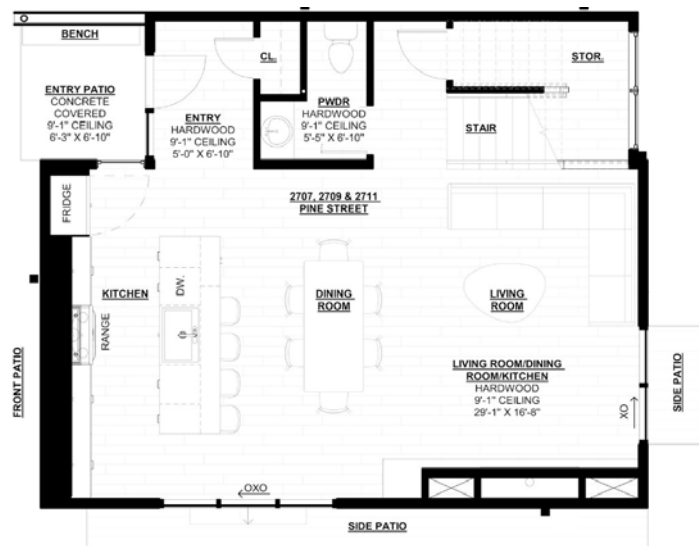 BENCH
ENTRY PATIO
CONCRETE
COVERED
9'-1" CEILING
6'-3" X 6'-10"
ENTRY
HARDWOOD
9'-1" CEILING
5'-0" X 6'-10"
CL.
PWDR
HARDWOOD
9'-1" CEILING
5'-5" X 6'-10"
STOR.
STAIR
2707, 2709 & 2711
PINE STREET
FRIDGE
KITCHEN
DW.
RANGE
DINING
ROOM
LIVING
ROOM
LIVING ROOM/DINING
ROOM/KITCHEN
HARDWOOD
9'-1" CEILING
29'-1" X 16'-8"
FRONT PATIO
SIDE PATIO
OX
OXO
SIDE PATIO